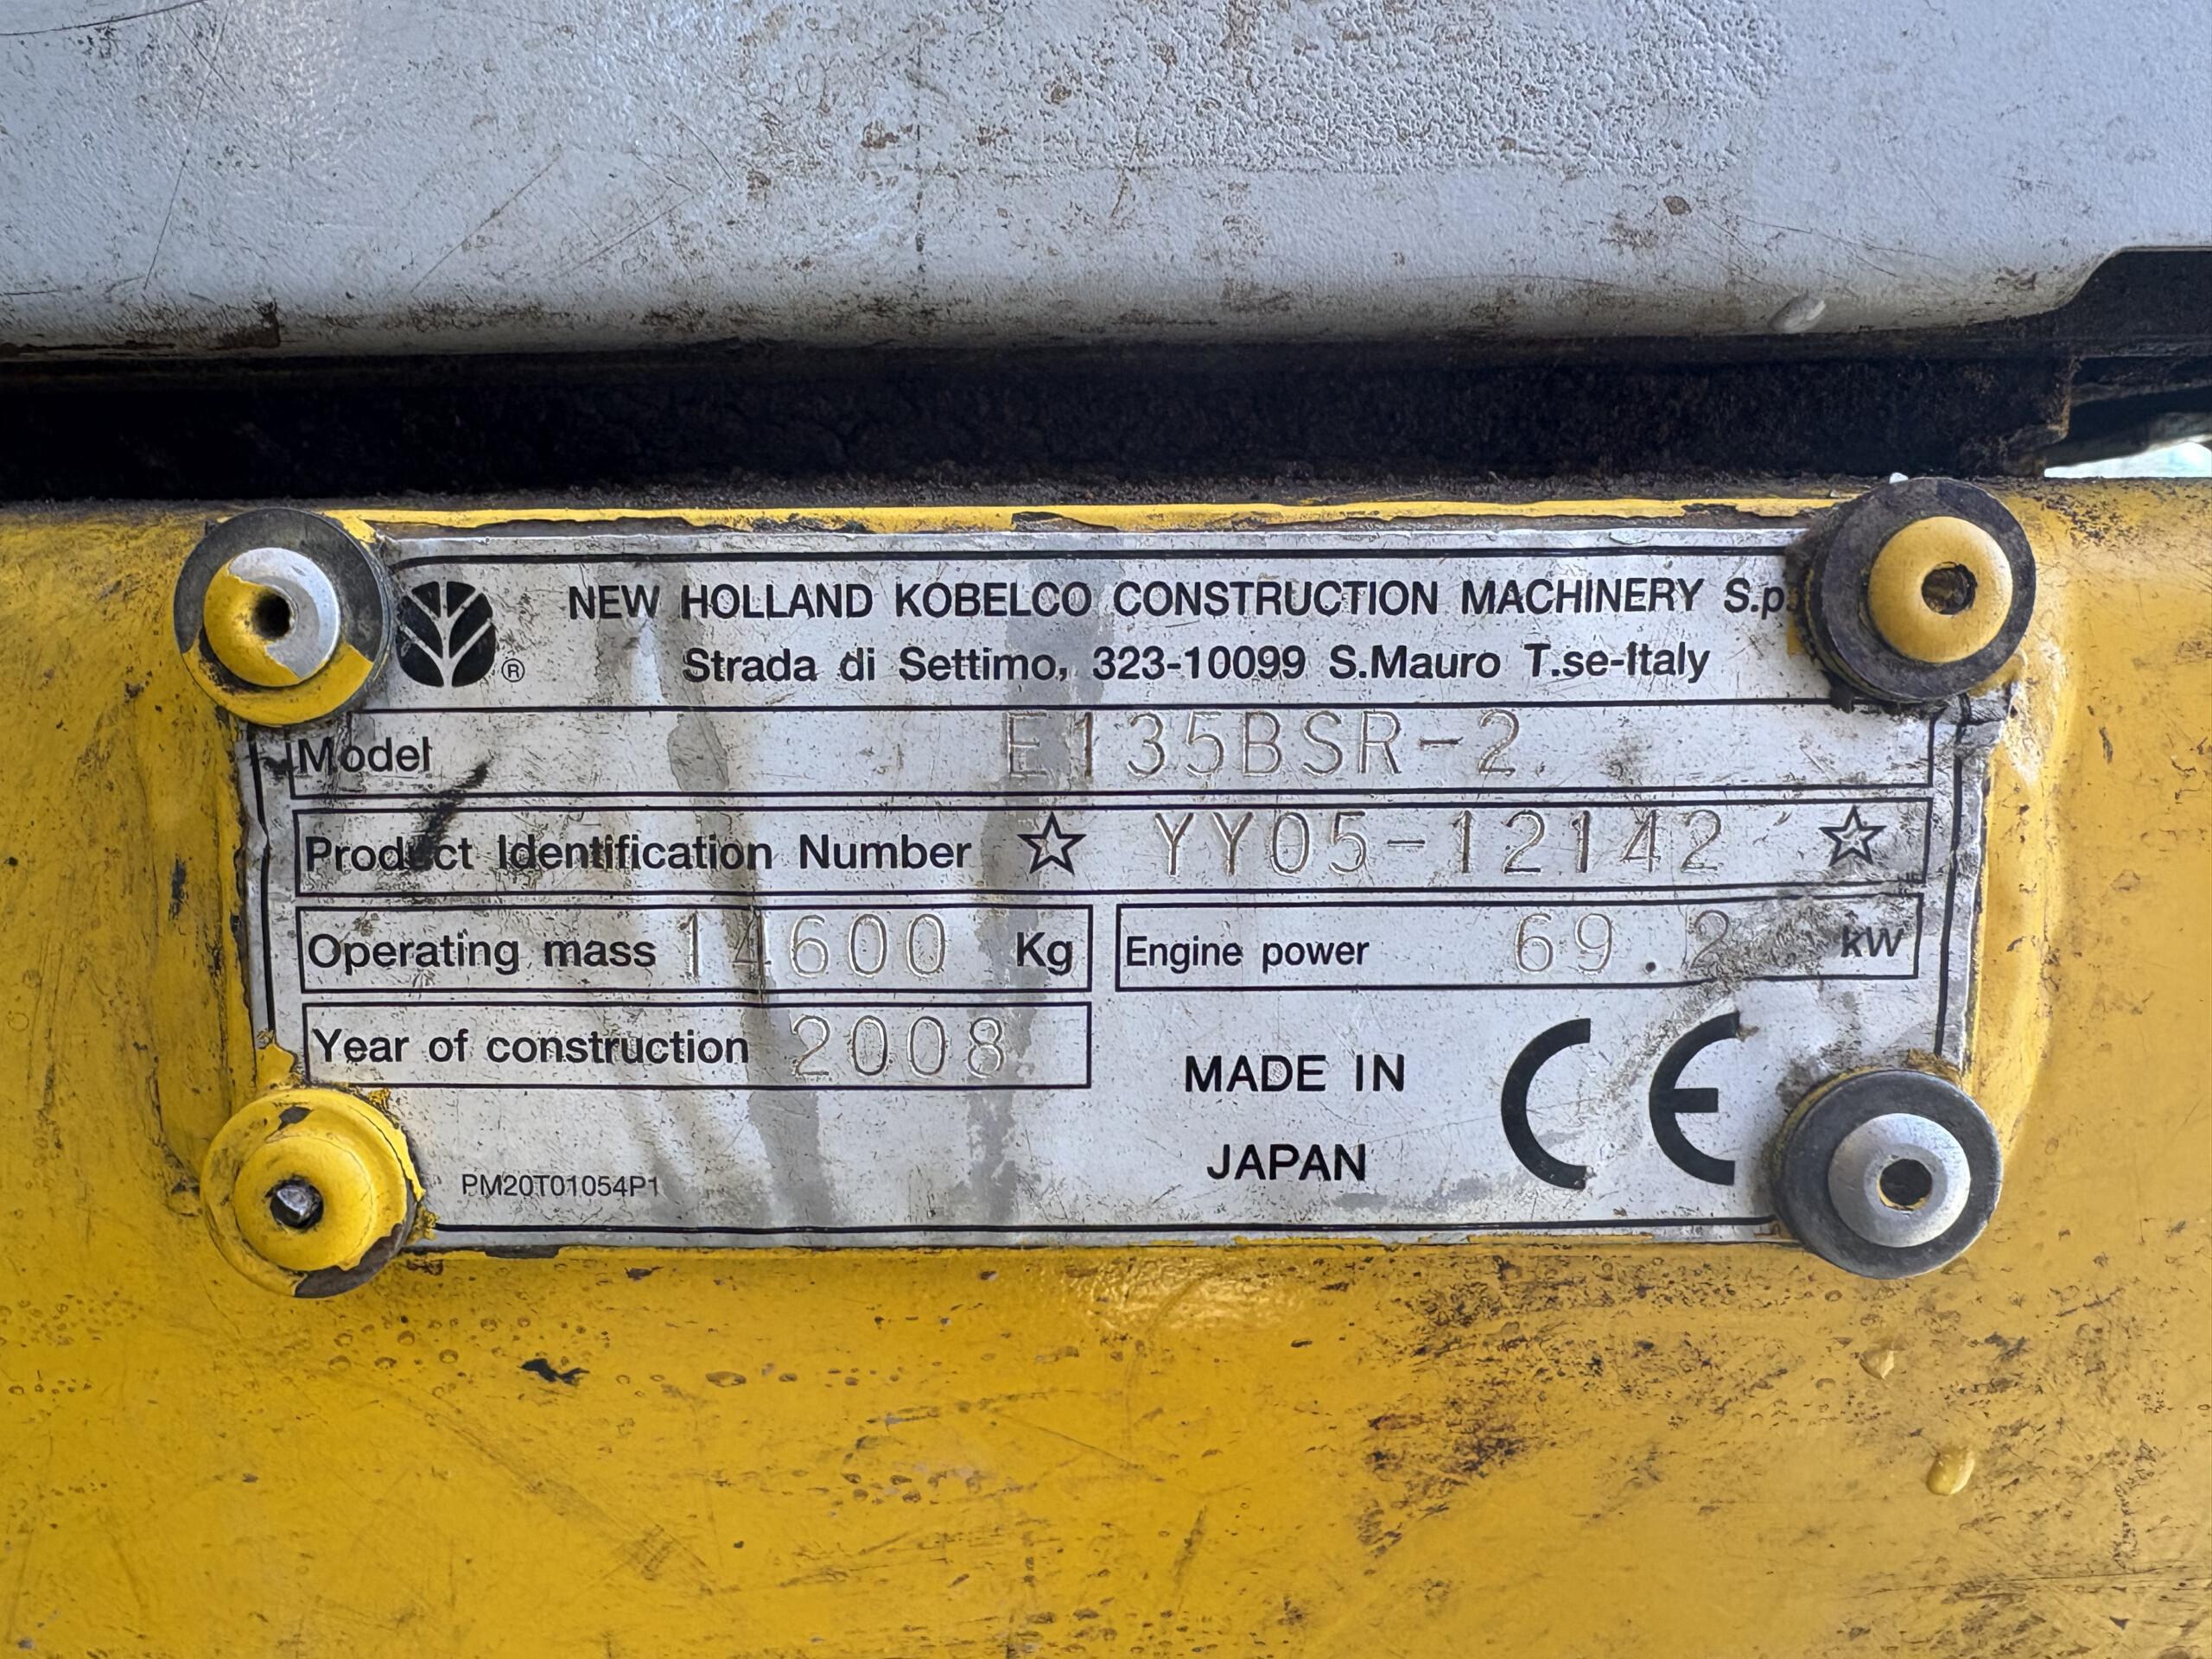 NEW HOLLAND KOBELCO CONSTRUCTION MACHINERY S.p.
Strada di Settimo, 323-10099 S.Mauro T.se-Italy
®
Model E135BSR-2
Product Identification Number ☆ YY05-12142 ☆
Operating mass 14600 Kg Engine power 69.2 kW
Year of construction 2008
MADE IN
JAPAN
CE
PM20T01054P1